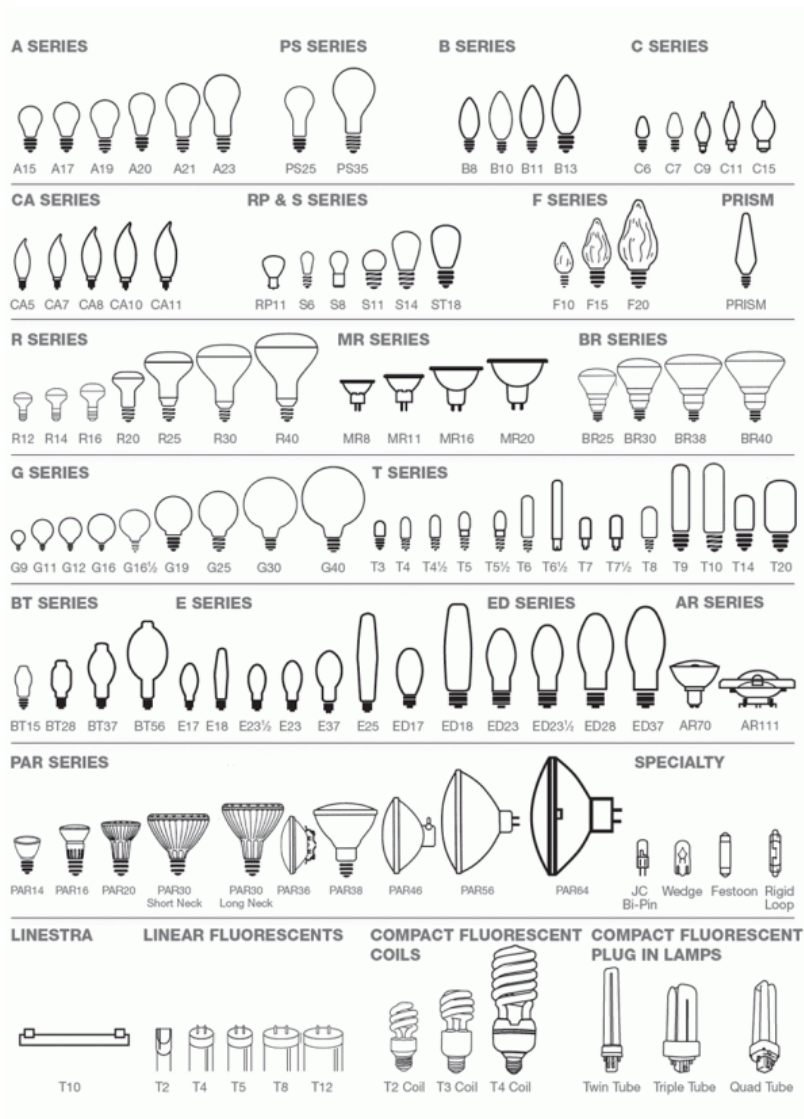 A SERIES PS SERIES B SERIES C SERIES
A15 A17 A19 A20 A21 A23 PS25 PS35 B8 B10 B11 B13 C6 C7 C9 C11 C15
CA SERIES RP & S SERIES F SERIES PRISM
CA5 CA7 CA8 CA10 CA11 RP11 S6 S8 S11 S14 ST18 F10 F15 F20 PRISM
R SERIES MR SERIES BR SERIES
R12 R14 R16 R20 R25 R30 R40 MR8 MR11 MR16 MR20 BR25 BR30 BR38 BR40
G SERIES T SERIES
G9 G11 G12 G16 G16½ G19 G25 G30 G40 T3 T4 T4½ T5 T5½ T6 T6½ T7 T7½ T8 T9 T10 T14 T20
BT SERIES E SERIES ED SERIES AR SERIES
BT15 BT28 BT37 BT56 E17 E18 E23½ E23 E37 E25 ED17 ED18 ED23 ED23½ ED28 ED37 AR70 AR111
PAR SERIES SPECIALTY
PAR14 PAR16 PAR20 PAR30 PAR30 PAR36 PAR38 PAR46 PAR56 PAR64 JC Wedge Festoon Rigid
Short Neck Long Neck Bi-Pin Loop
LINESTRA LINEAR FLUORESCENTS COMPACT FLUORESCENT COMPACT FLUORESCENT
COILS PLUG IN LAMPS
T10 T2 T4 T5 T8 T12 T2 Coil T3 Coil T4 Coil Twin Tube Triple Tube Quad Tube